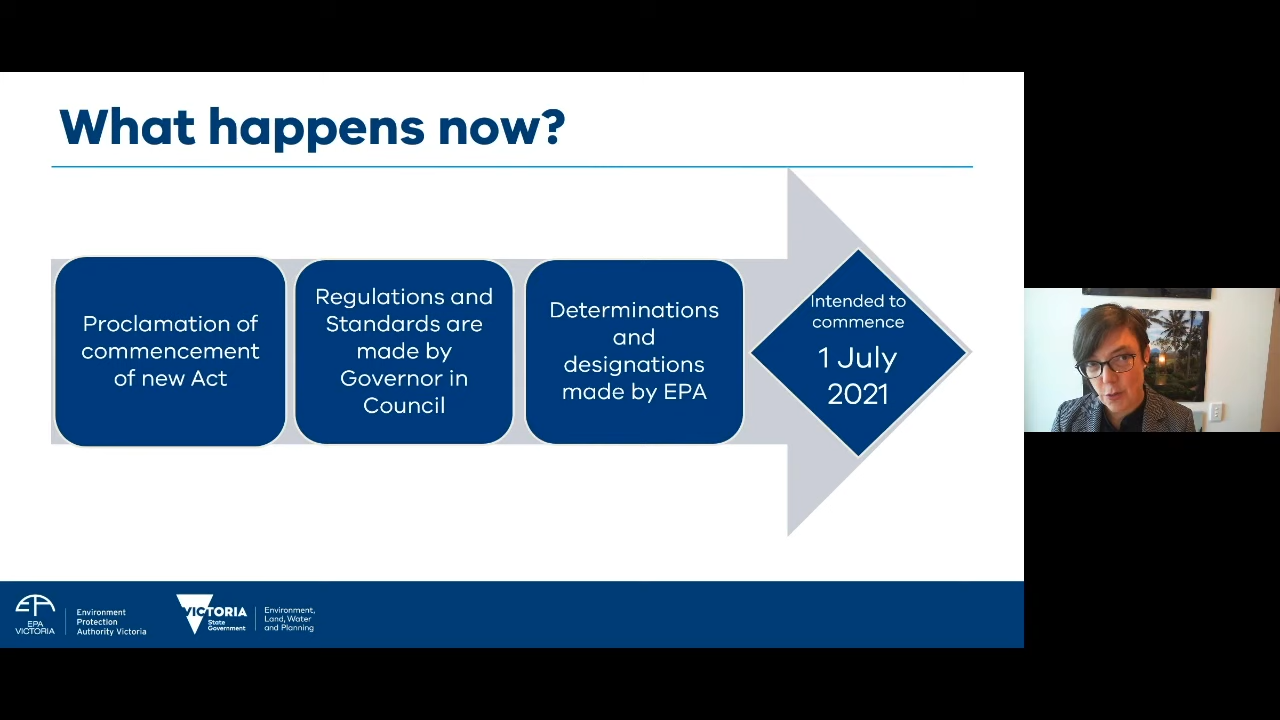 What happens now?
Proclamation of
commencement
of new Act
Regulations and
Standards are
made by
Governor in
Council
Determinations
and
designations
made by EPA
Intended to
commence
1 July
2021
EPA
VICTORIA
Environment
Protection
Authority Victoria
VICTORIA
State
Government
Environment,
Land, Water
and Planning